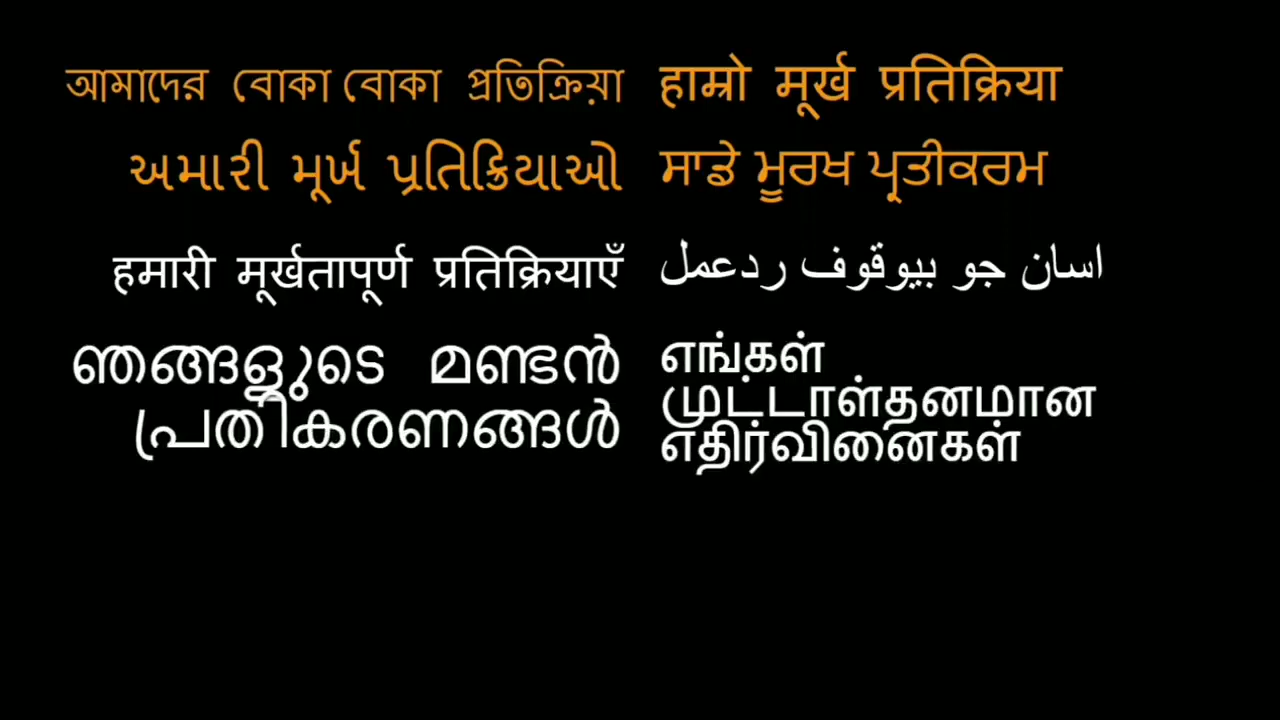 আমাদের বোকা বোকা প্রতিক্রিয়া
हाम्रो मूर्ख प्रतिक्रिया
અમારી મૂર્ખ પ્રતિક્રિયાઓ
ਸਾਡੇ ਮੂਰਖ ਪ੍ਰਤੀਕਰਮ
हमारी मूर्खतापूर्ण प्रतिक्रियाएँ
اسان جو بيوقوف ردعمل
ഞങ്ങളുടെ മണ്ടൻ
പ്രതികരണങ്ങൾ
எங்கள்
முட்டாள்தனமான
எதிர்வினைகள்